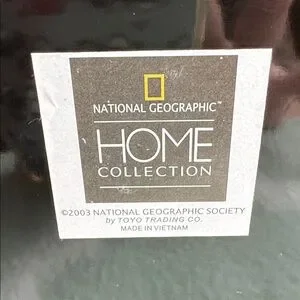 NATIONAL GEOGRAPHIC™
HOME
COLLECTION
©2003 NATIONAL GEOGRAPHIC SOCIETY
by TOYO TRADING CO.
MADE IN VIETNAM